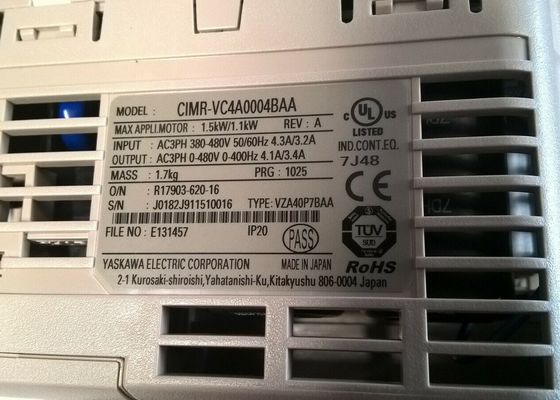 MODEL : CIMR-VC4A0004BAA
MAX APPLI.MOTOR : 1.5kW/1.1kW REV : A
INPUT : AC3PH 380-480V 50/60Hz 4.3A/3.2A
OUTPUT : AC3PH 0-480V 0-400Hz 4.1A/3.4A
MASS : 1.7kg PRG : 1025
O/N : R17903-620-16
S/N : J0182J911510016 TYPE: VZA40P7BAA
FILE NO : E131457 IP20 PASS
YASKAWA ELECTRIC CORPORATION MADE IN JAPAN
2-1 Kurosaki-shiroishi,Yahatanishi-Ku,Kitakyushu 806-0004 Japan
C UL US
LISTED
IND.CONT.EQ.
7J48
CE
TÜV
SUD
RoHS